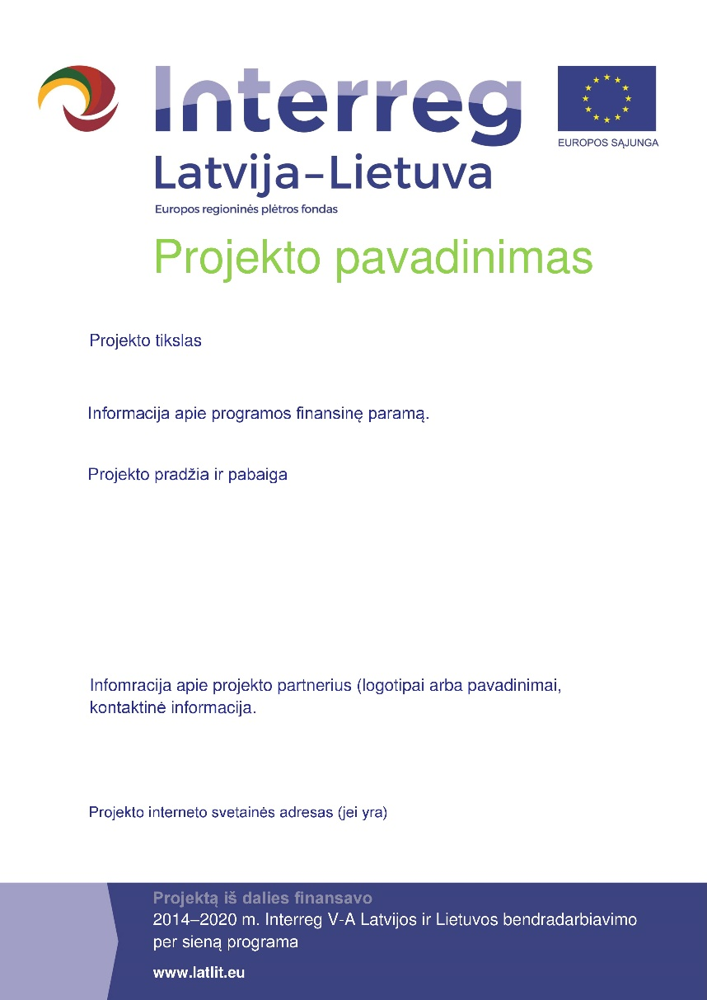 Interreg
Latvija–Lietuva
Europos regioninės plėtros fondas
EUROPOS SĄJUNGA
Projekto pavadinimas
Projekto tikslas
Informacija apie programos finansinę paramą.
Projekto pradžia ir pabaiga
Infomracija apie projekto partnerius (logotipai arba pavadinimai,
kontaktinė informacija.
Projekto interneto svetainės adresas (jei yra)
Projektą iš dalies finansavo
2014–2020 m. Interreg V-A Latvijos ir Lietuvos bendradarbiavimo
per sieną programa
www.latlit.eu